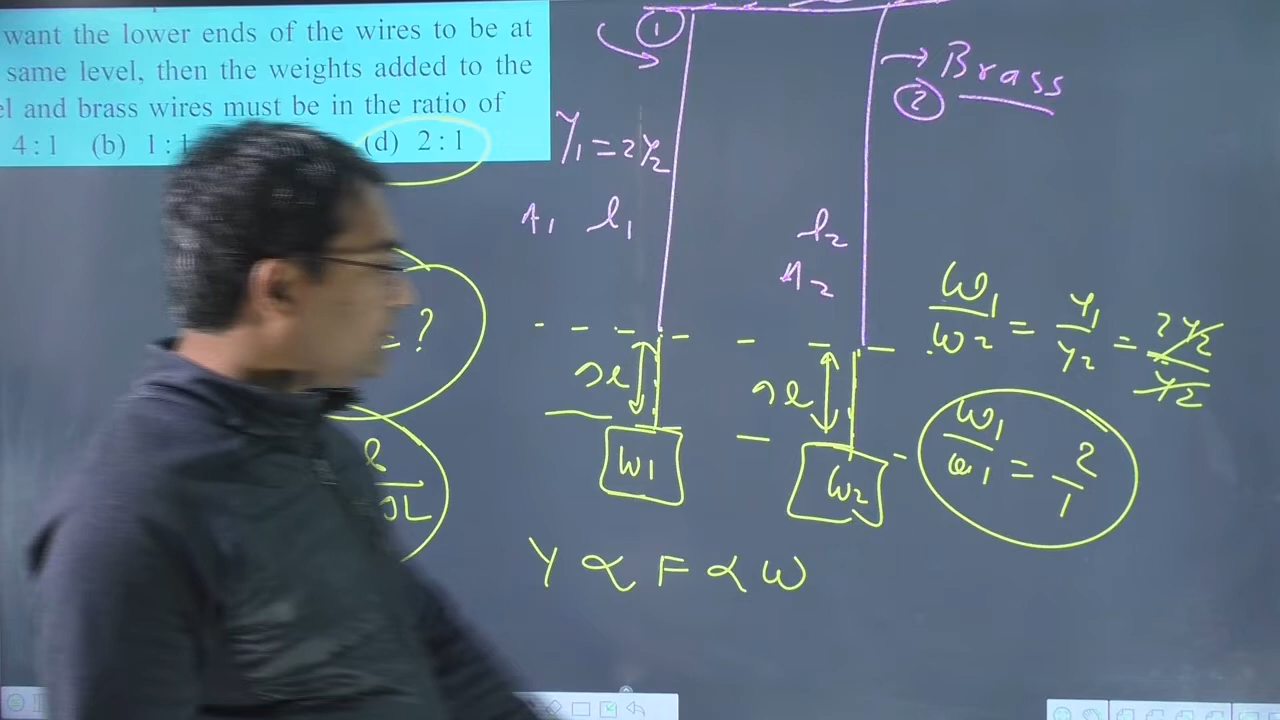 want the lower ends of the wires to be at
same level, then the weights added to the
el and brass wires must be in the ratio of
4:1 (b) 1:1 (d) 2:1
①
→ Brass
②
Y₁ = 2Y₂
A₁ l₁
l₂
A₂
= ?
W₁/W₂ = Y₁/Y₂ = 2Y₂/Y₂
W₁/ω₁ = 2/1
W₁
W₂
Y ∝ F ∝ W